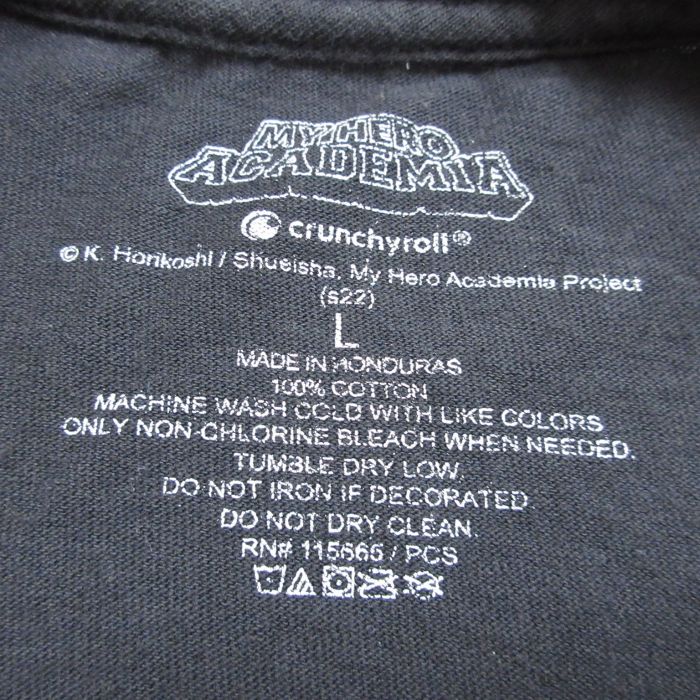 MY HERO
ACADEMIA
crunchyroll®
© K. Horikoshi / Shueisha, My Hero Academia Project
(s22)
L
MADE IN HONDURAS
100% COTTON
MACHINE WASH COLD WITH LIKE COLORS
ONLY NON-CHLORINE BLEACH WHEN NEEDED.
TUMBLE DRY LOW.
DO NOT IRON IF DECORATED.
DO NOT DRY CLEAN.
RN# 115665 / PCS